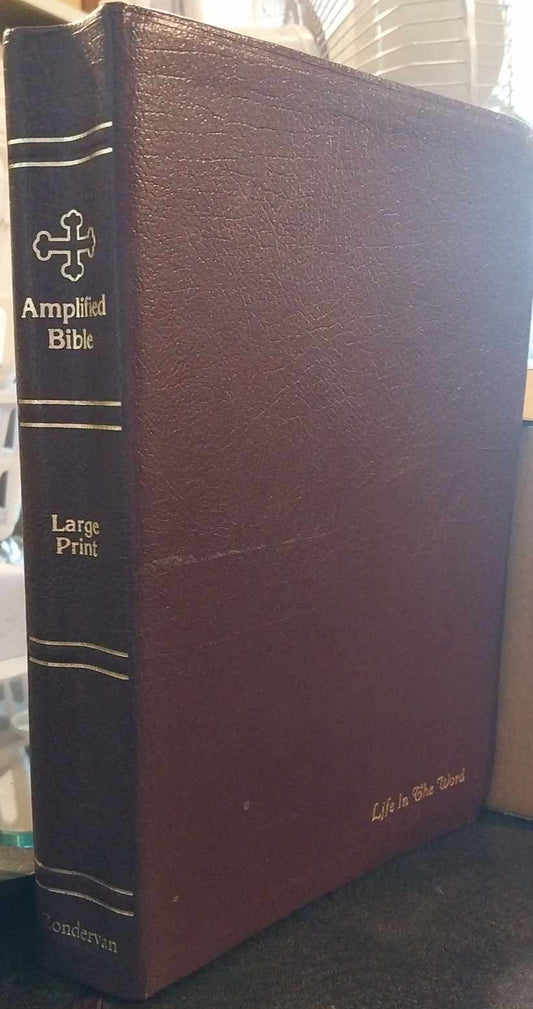 Amplified
Bible
Large
Print
Zondervan
Life In The Word